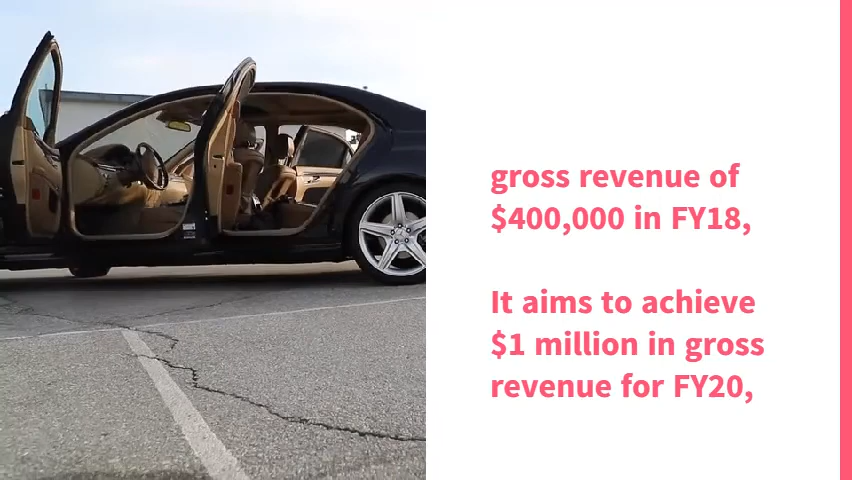 gross revenue of
$400,000 in FY18,
It aims to achieve
$1 million in gross
revenue for FY20,